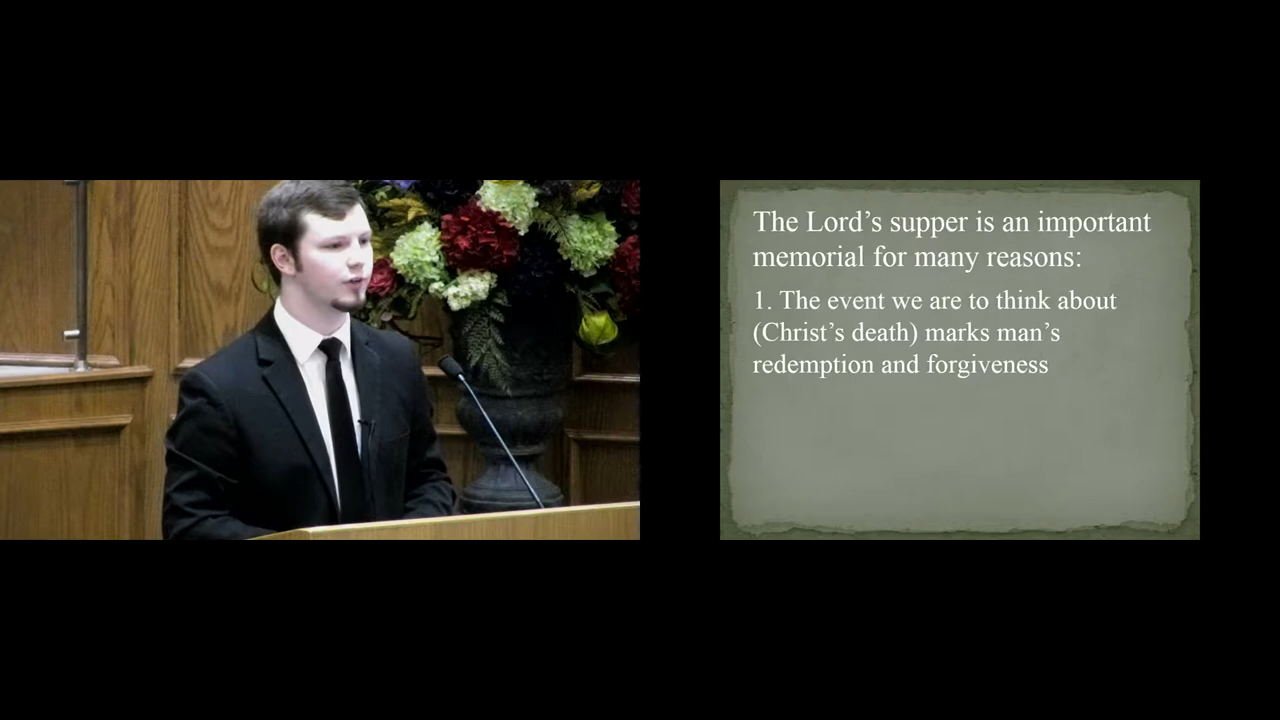 The Lord’s supper is an important
memorial for many reasons:
1. The event we are to think about
(Christ’s death) marks man’s
redemption and forgiveness